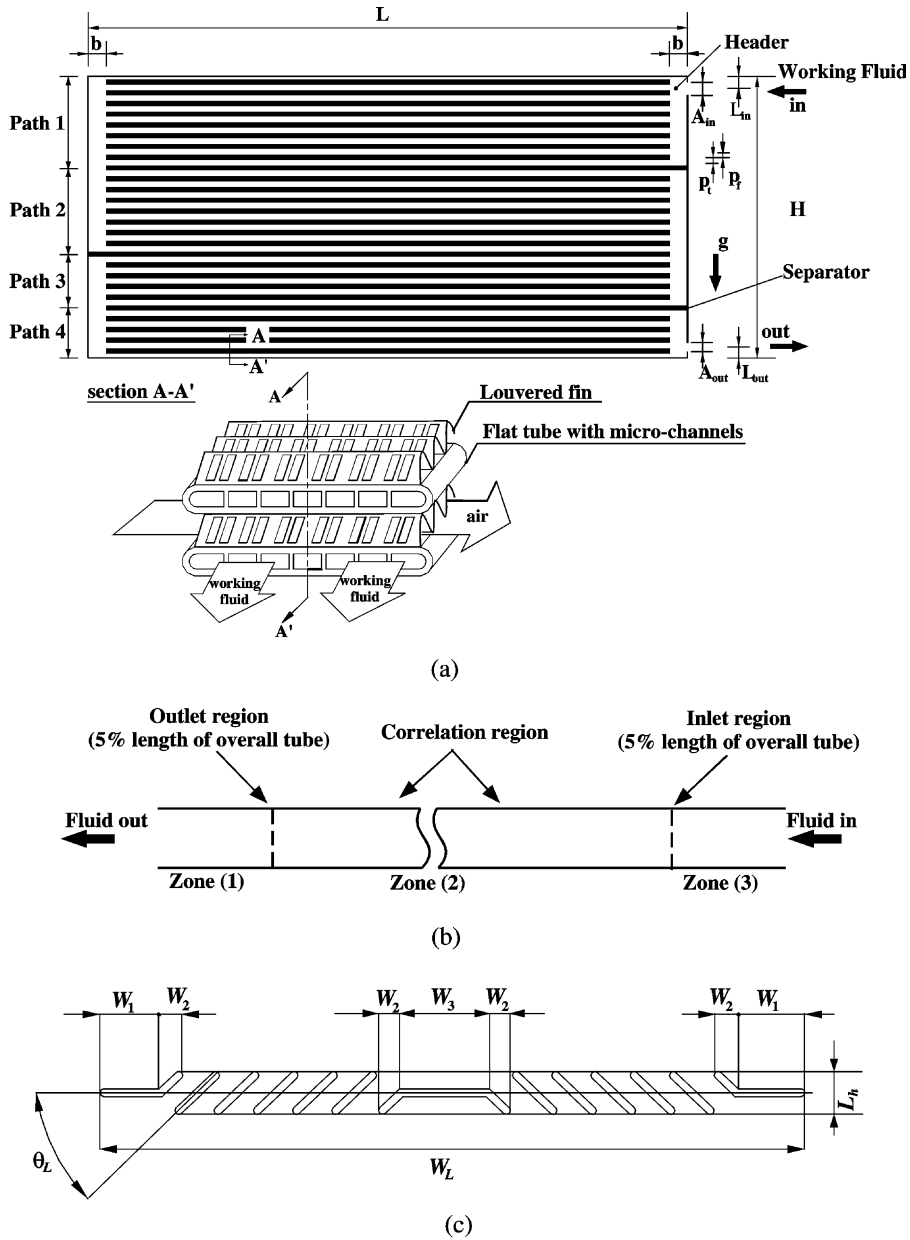 L
b
b
Header
Working Fluid
in
A_in
L_in
Path 1
p_t
p_f
Path 2
H
g
Path 3
Separator
Path 4
A
out
A'
A_out
L_out
section A-A'
A
Louvered fin
Flat tube with micro-channels
air
working
fluid
working
fluid
A'
(a)
Outlet region
(5% length of overall tube)
Correlation region
Inlet region
(5% length of overall tube)
Fluid out
Fluid in
Zone (1)
Zone (2)
Zone (3)
(b)
W_1
W_2
W_2
W_3
W_2
W_2
W_1
L_h
θ_L
W_L
(c)